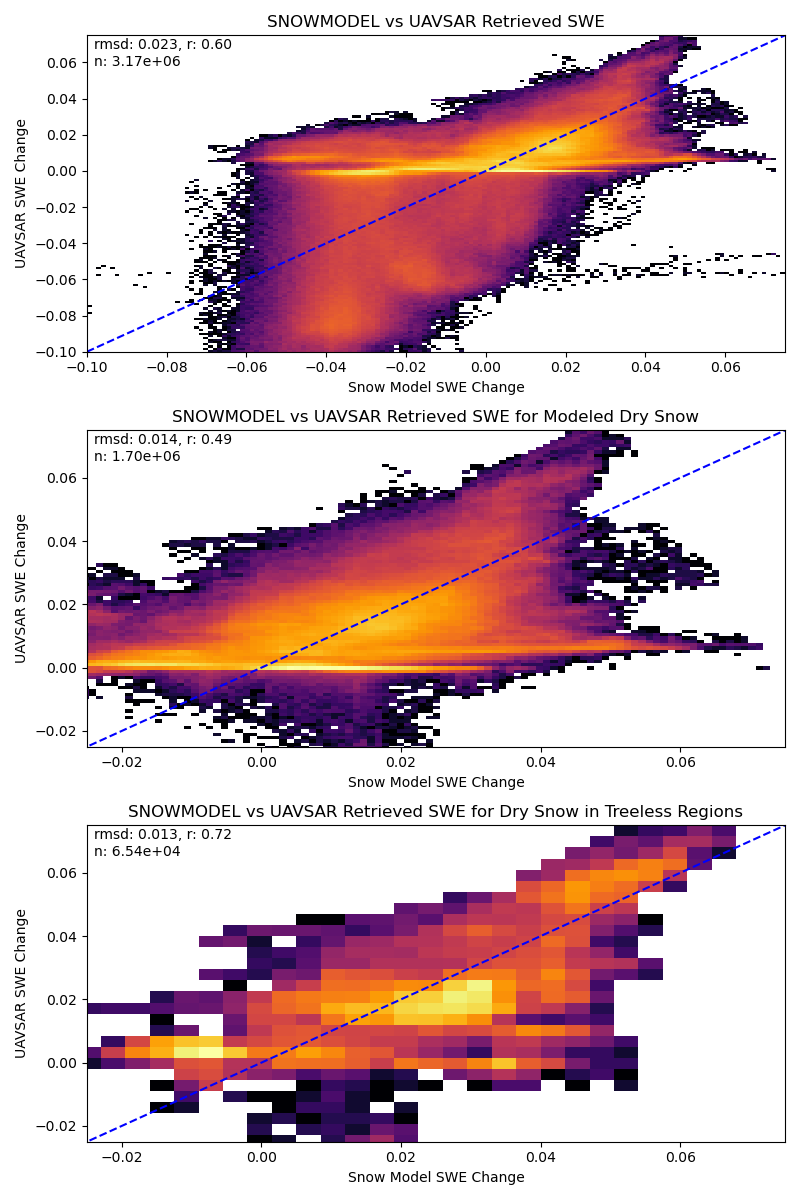 SNOWMODEL vs UAVSAR Retrieved SWE
rmsd: 0.023, r: 0.60
n: 3.17e+06
UAVSAR SWE Change
0.06
0.04
0.02
0.00
−0.02
−0.04
−0.06
−0.08
−0.10
−0.10 −0.08 −0.06 −0.04 −0.02 0.00 0.02 0.04 0.06
Snow Model SWE Change
SNOWMODEL vs UAVSAR Retrieved SWE for Modeled Dry Snow
rmsd: 0.014, r: 0.49
n: 1.70e+06
UAVSAR SWE Change
0.06
0.04
0.02
0.00
−0.02
−0.02 0.00 0.02 0.04 0.06
Snow Model SWE Change
SNOWMODEL vs UAVSAR Retrieved SWE for Dry Snow in Treeless Regions
rmsd: 0.013, r: 0.72
n: 6.54e+04
UAVSAR SWE Change
0.06
0.04
0.02
0.00
−0.02
−0.02 0.00 0.02 0.04 0.06
Snow Model SWE Change